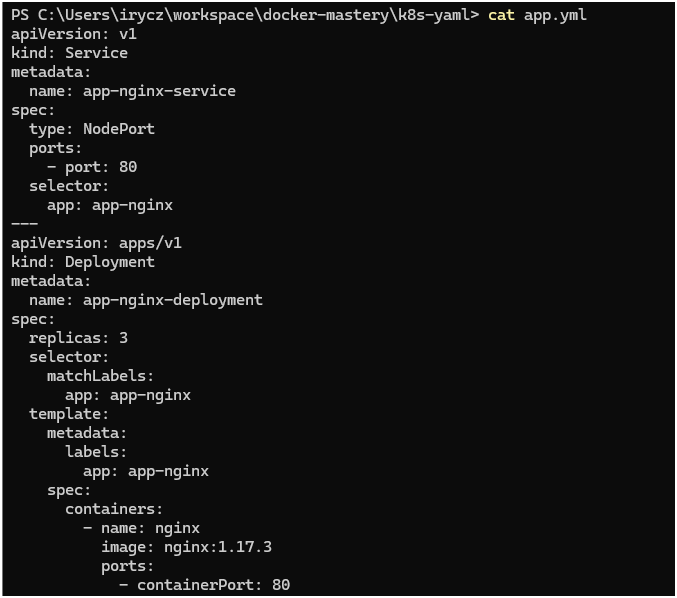 PS C:\Users\irycz\workspace\docker-mastery\k8s-yaml> cat app.yml
apiVersion: v1
kind: Service
metadata:
  name: app-nginx-service
spec:
  type: NodePort
  ports:
    - port: 80
  selector:
    app: app-nginx
---
apiVersion: apps/v1
kind: Deployment
metadata:
  name: app-nginx-deployment
spec:
  replicas: 3
  selector:
    matchLabels:
      app: app-nginx
  template:
    metadata:
      labels:
        app: app-nginx
    spec:
      containers:
        - name: nginx
          image: nginx:1.17.3
          ports:
            - containerPort: 80